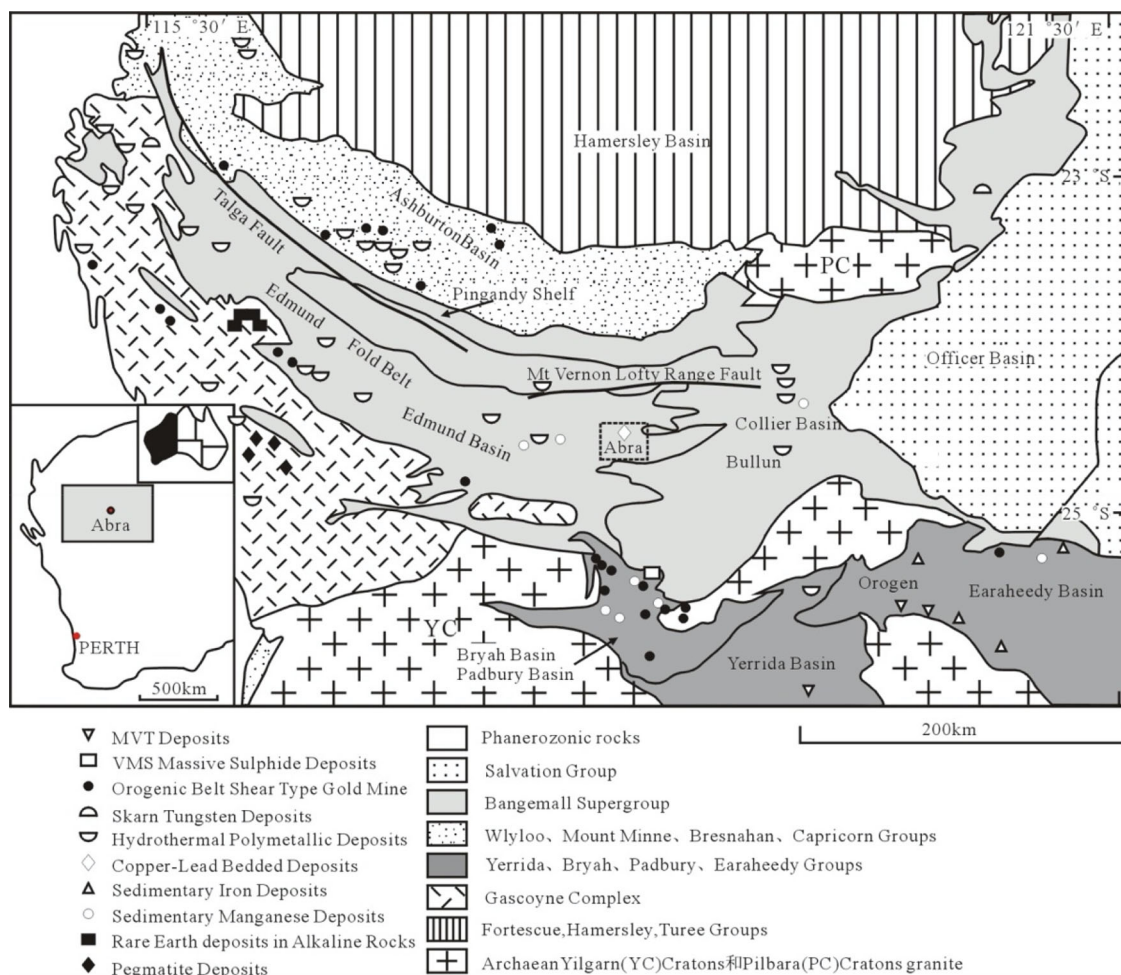 115° 30′ E
121° 30′ E
Hamersley Basin
23 °S
Talga Fault
Ashburton Basin
PC
Pingandy Shelf
Edmund
Fold Belt
Officer Basin
Mt Vernon Lofty Range Fault
Edmund Basin
Collier Basin
Abra
Bullun
25 °S
Abra
Orogen
Earaheedy Basin
YC
PERTH
Bryah Basin
Padbury Basin
Yerrida Basin
500km
200km
MVT Deposits
VMS Massive Sulphide Deposits
Orogenic Belt Shear Type Gold Mine
Skarn Tungsten Deposits
Hydrothermal Polymetallic Deposits
Copper-Lead Bedded Deposits
Sedimentary Iron Deposits
Sedimentary Manganese Deposits
Rare Earth deposits in Alkaline Rocks
Pegmatite Deposits
Phanerozonic rocks
Salvation Group
Bangemall Supergroup
Wlyloo、Mount Minne、Bresnahan、Capricorn Groups
Yerrida、Bryah、Padbury、Earaheedy Groups
Gascoyne Complex
Fortescue,Hamersley,Turee Groups
Archaean Yilgarn(YC)Cratons和Pilbara(PC)Cratons granite